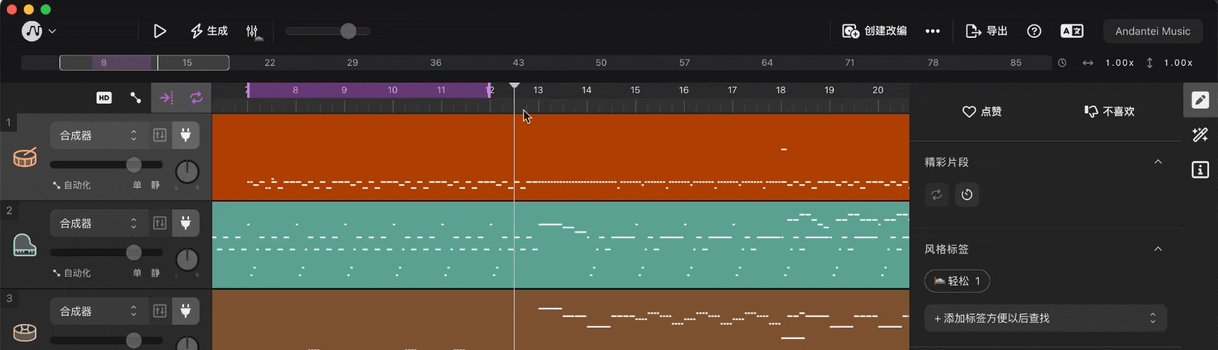 生成
创建改编
•••
导出
A文
Andantei Music
8 15 22 29 36 43 50 57 64 71 78 85
1.00x
1.00x
HD
7 8 9 10 11 12 13 14 15 16 17 18 19 20
点赞
不喜欢
1
合成器
自动化 单 静
L R
精彩片段
2
合成器
自动化 单 静
L R
风格标签
轻松 1
3
合成器
+ 添加标签方便以后查找